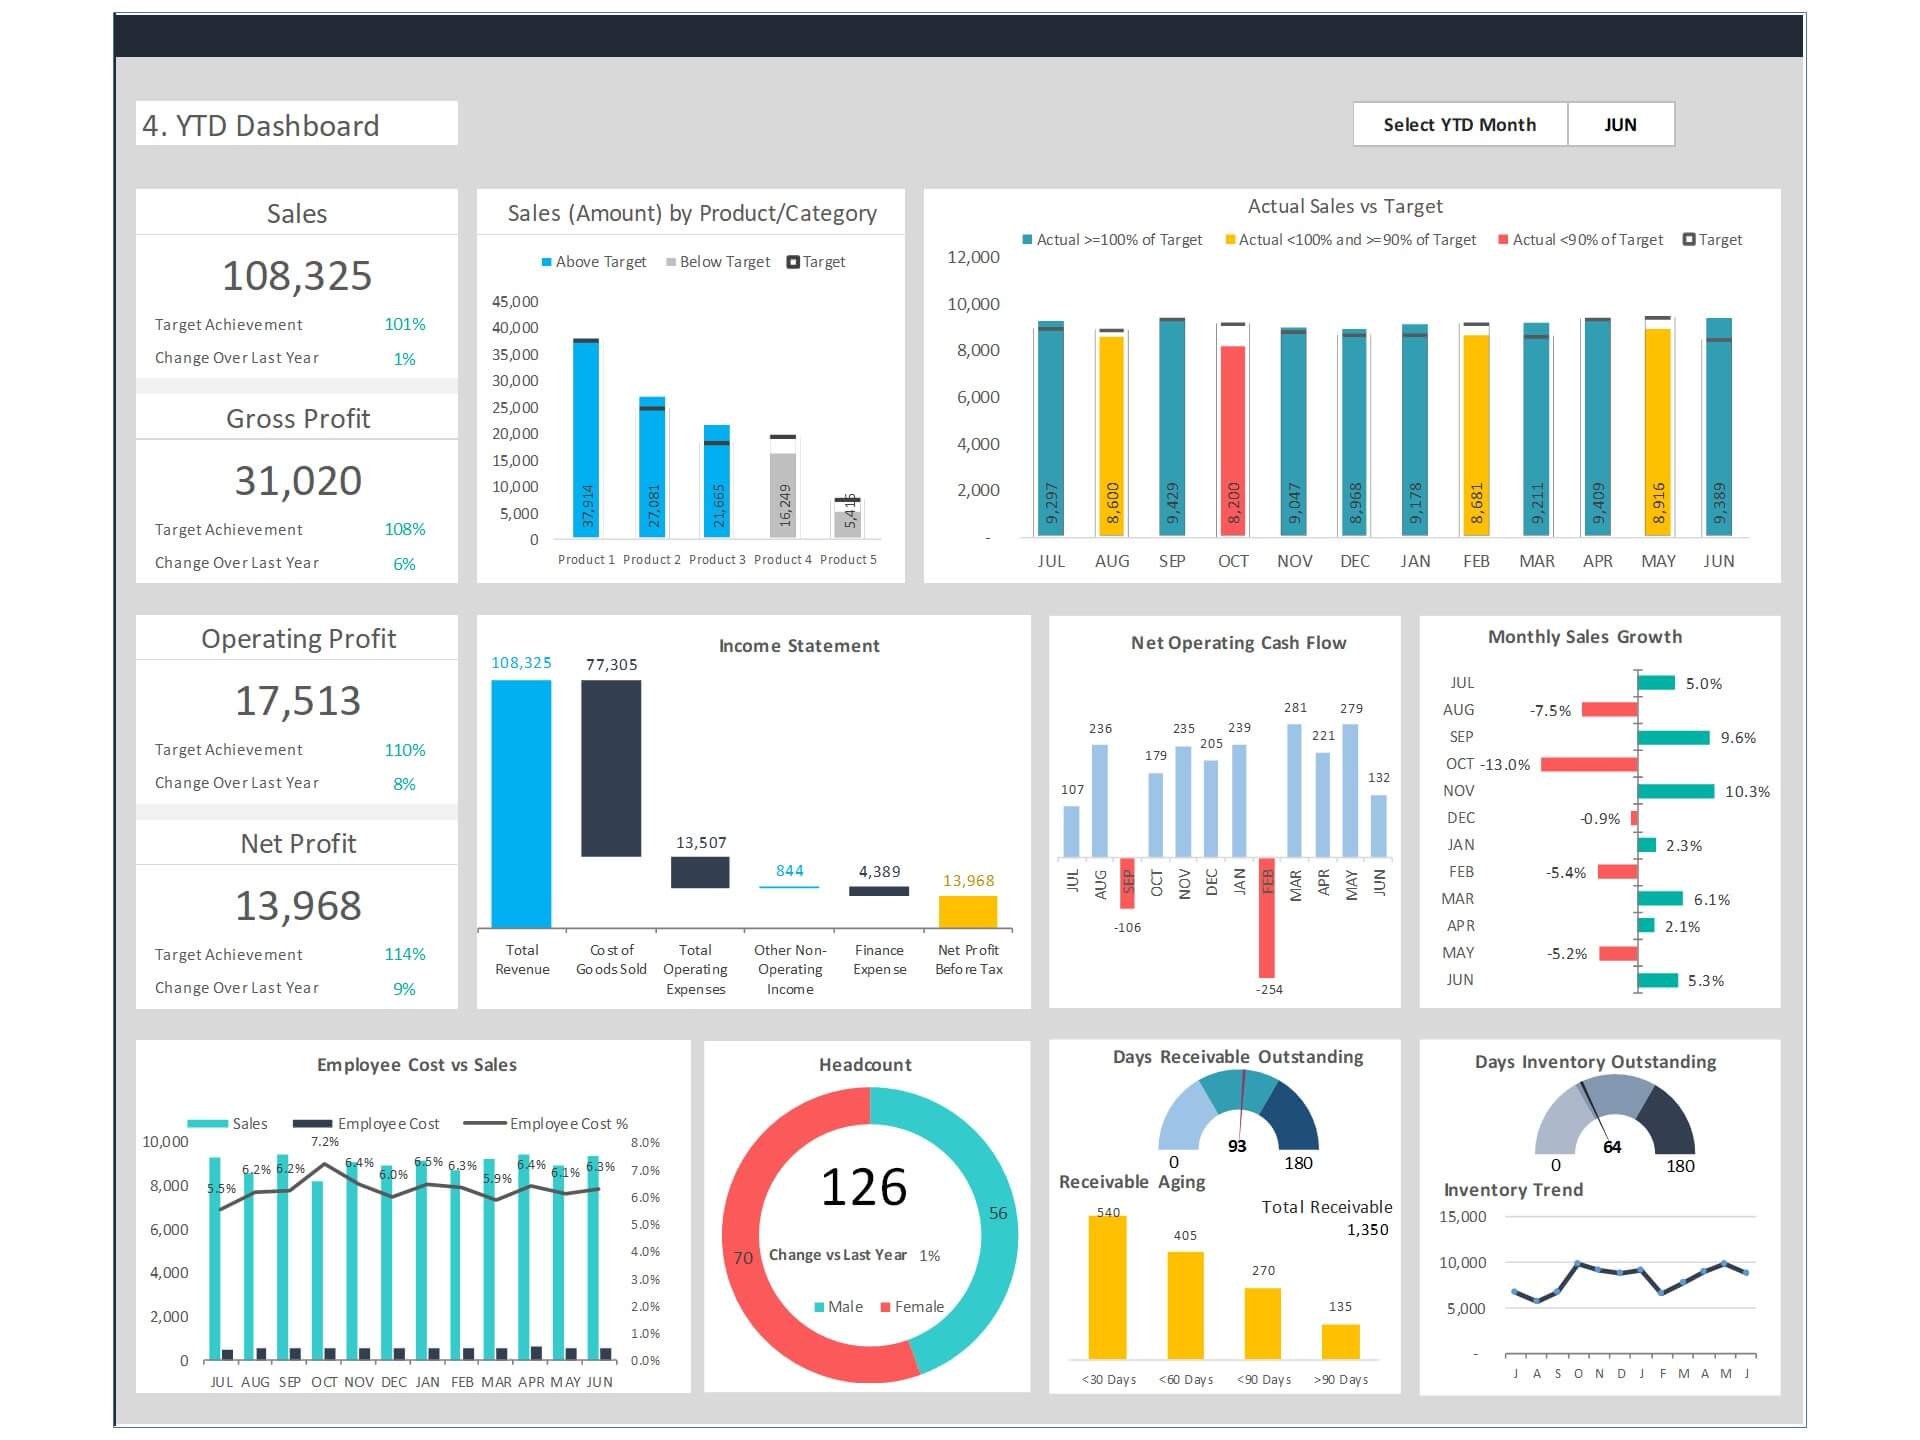 4. YTD Dashboard
Select YTD Month JUN
Sales
108,325
Target Achievement 101%
Change Over Last Year 1%
Gross Profit
31,020
Target Achievement 108%
Change Over Last Year 6%
Sales (Amount) by Product/Category
Above Target Below Target Target
45,000
40,000
35,000
30,000
25,000
20,000
15,000
10,000
5,000
0
37,914 27,081 21,665 16,249 5,416
Product 1 Product 2 Product 3 Product 4 Product 5
Actual Sales vs Target
Actual >=100% of Target Actual <100% and >=90% of Target Actual <90% of Target Target
12,000
10,000
8,000
6,000
4,000
2,000
-
9,297 8,600 9,429 8,200 9,047 8,968 9,178 8,681 9,211 9,409 8,916 9,389
JUL AUG SEP OCT NOV DEC JAN FEB MAR APR MAY JUN
Operating Profit
17,513
Target Achievement 110%
Change Over Last Year 8%
Net Profit
13,968
Target Achievement 114%
Change Over Last Year 9%
Income Statement
108,325 77,305 13,507 844 4,389 13,968
Total Cost of Total Other Non- Finance Net Profit
Revenue Goods Sold Operating Operating Expense Before Tax
Expenses Income
Net Operating Cash Flow
107 236 -106 179 235 205 239 -254 281 221 279 132
JUL AUG SEP OCT NOV DEC JAN FEB MAR APR MAY JUN
Monthly Sales Growth
JUL 5.0%
AUG -7.5%
SEP 9.6%
OCT -13.0%
NOV 10.3%
DEC -0.9%
JAN 2.3%
FEB -5.4%
MAR 6.1%
APR 2.1%
MAY -5.2%
JUN 5.3%
Employee Cost vs Sales
Sales Employee Cost Employee Cost %
10,000
8,000
6,000
4,000
2,000
0
5.5% 6.2% 6.2% 7.2% 6.4% 6.0% 6.5% 6.3% 5.9% 6.4% 6.1% 6.3%
8.0%
7.0%
6.0%
5.0%
4.0%
3.0%
2.0%
1.0%
0.0%
JUL AUG SEP OCT NOV DEC JAN FEB MAR APR MAY JUN
Headcount
126
56
70
Change vs Last Year 1%
Male Female
Days Receivable Outstanding
93
0 180
Receivable Aging
Total Receivable
1,350
540 405 270 135
<30 Days <60 Days <90 Days >90 Days
Days Inventory Outstanding
64
0 180
Inventory Trend
15,000
10,000
5,000
-
J A S O N D J F M A M J